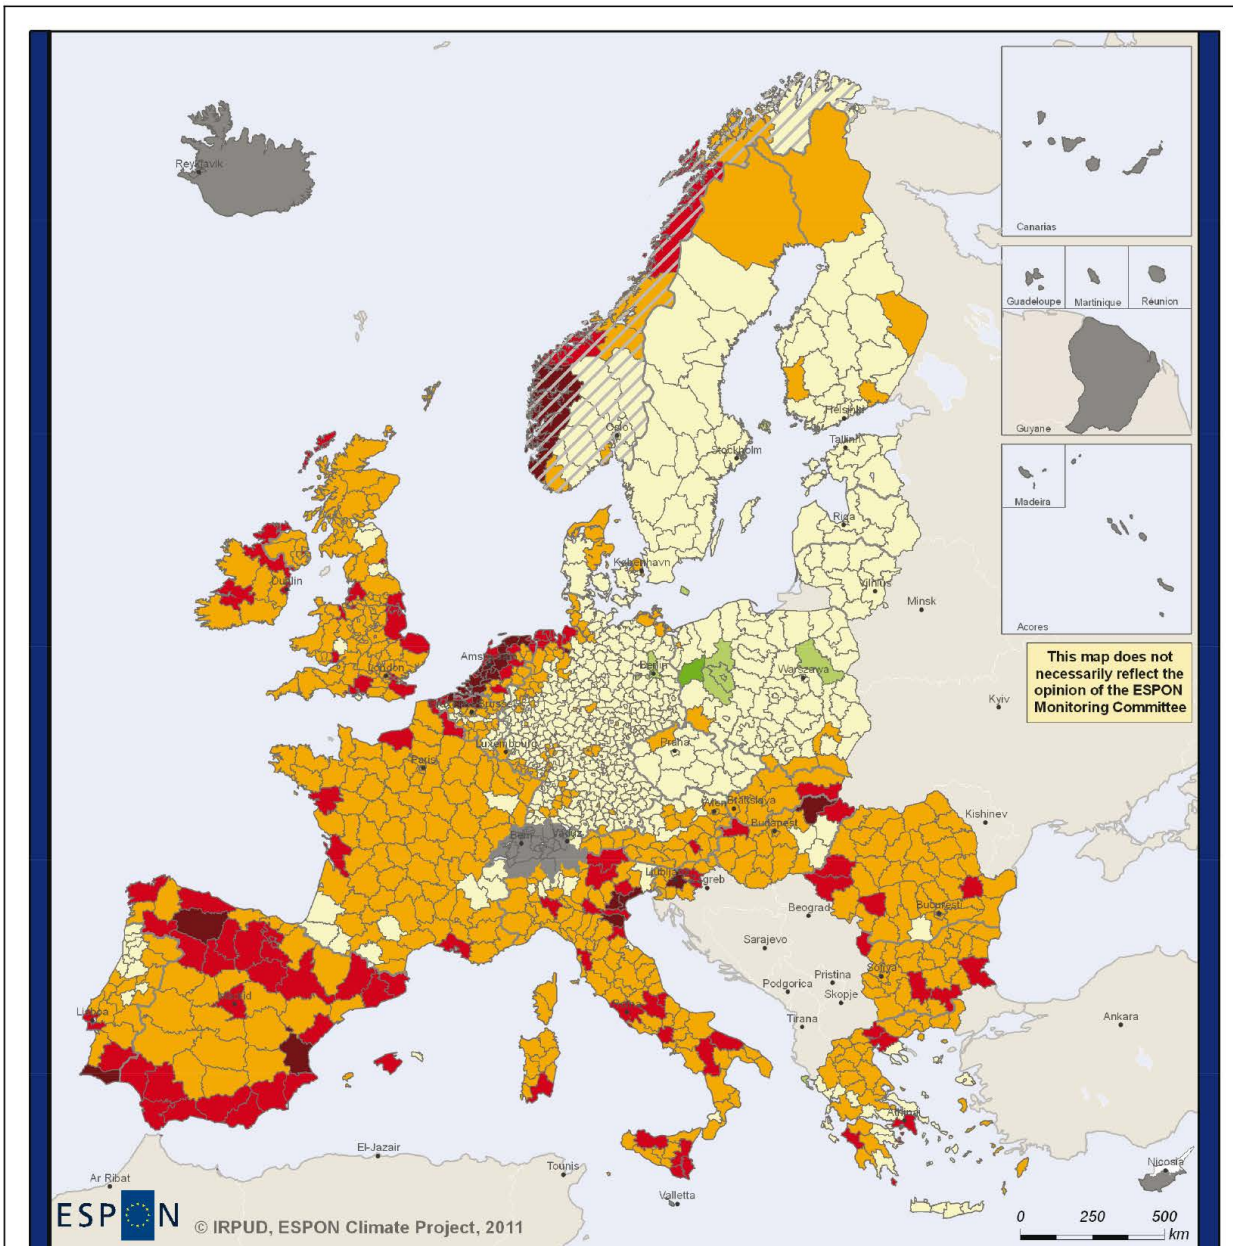 Reykjavik
Canarias
Guadeloupe
Martinique
Réunion
Guyane
Madeira
Acores
Oslo
Helsinki
Tallinn
Stockholm
Riga
København
Vilnius
Minsk
Dublin
London
Berlin
Warszawa
This map does not
necessarily reflect the
opinion of the ESPON
Monitoring Committee
Kyiv
Luxembourg
Praha
Paris
Wien
Bratislava
Budapest
Kishinev
Bern
Vaduz
Ljubljana
Zagreb
Beograd
Bucuresti
Sarajevo
Podgorica
Pristina
Sofiya
Skopje
Tirana
Ankara
Madrid
Lisboa
Athinai
El-Jazair
Tounis
Ar Ribat
Valletta
Nicosia
ESPON
© IRPUD, ESPON Climate Project, 2011
0 250 500
km